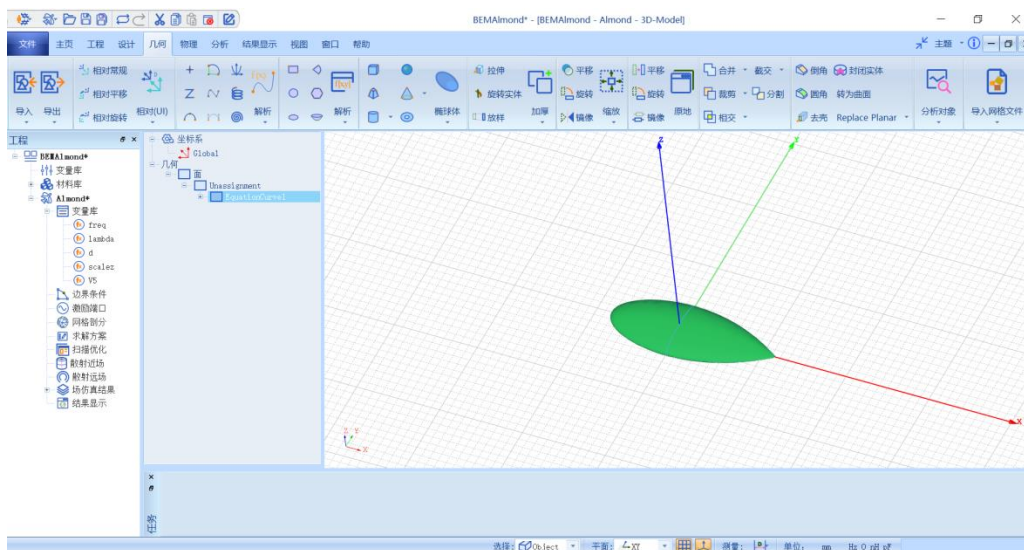 BEMAlmond* - [BEMAlmond - Almond - 3D-Model]
文件 主页 工程 设计 几何 物理 分析 结果显示 视图 窗口 帮助 主题
相对常规 拉伸 平移 平移 合并 截交 倒角 封闭实体
相对平移 旋转实体 旋转 旋转 裁剪 分割 圆角 转为曲面
导入 导出 相对旋转 相对(UI) 解析 解析 椭球体 放样 加厚 镜像 缩放 镜像 原地 相交 去壳 Replace Planar 分析对象 导入网格文件
工程
BEMAlmond*
变量库
材料库
Almond*
变量库
freq
lambda
d
scalez
V5
边界条件
激励端口
网格剖分
求解方案
扫描优化
散射近场
散射远场
场仿真结果
结果显示
坐标系
Global
几何
面
Unassignment
EquationCurve1
Z
Y
X
Z Y
X
任务
选择: Object 平面: XY 测量: 单位: mm Hz Ω nH pF